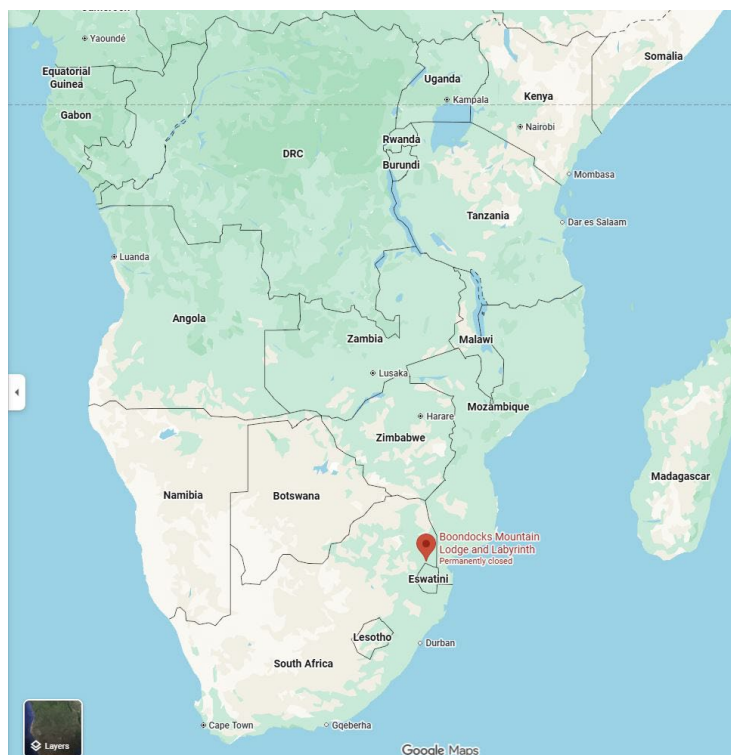 Cameroon
Yaoundé
Somalia
Equatorial
Guinea
Uganda
Kampala
Kenya
Gabon
Nairobi
Rwanda
DRC
Burundi
Mombasa
Tanzania
Dar es Salaam
Luanda
Angola
Zambia
Malawi
Lusaka
Mozambique
Harare
Zimbabwe
Madagascar
Namibia
Botswana
Boondocks Mountain
Lodge and Labyrinth
Permanently closed
Eswatini
Lesotho
Durban
South Africa
Cape Town
Gqeberha
Layers
Google Maps